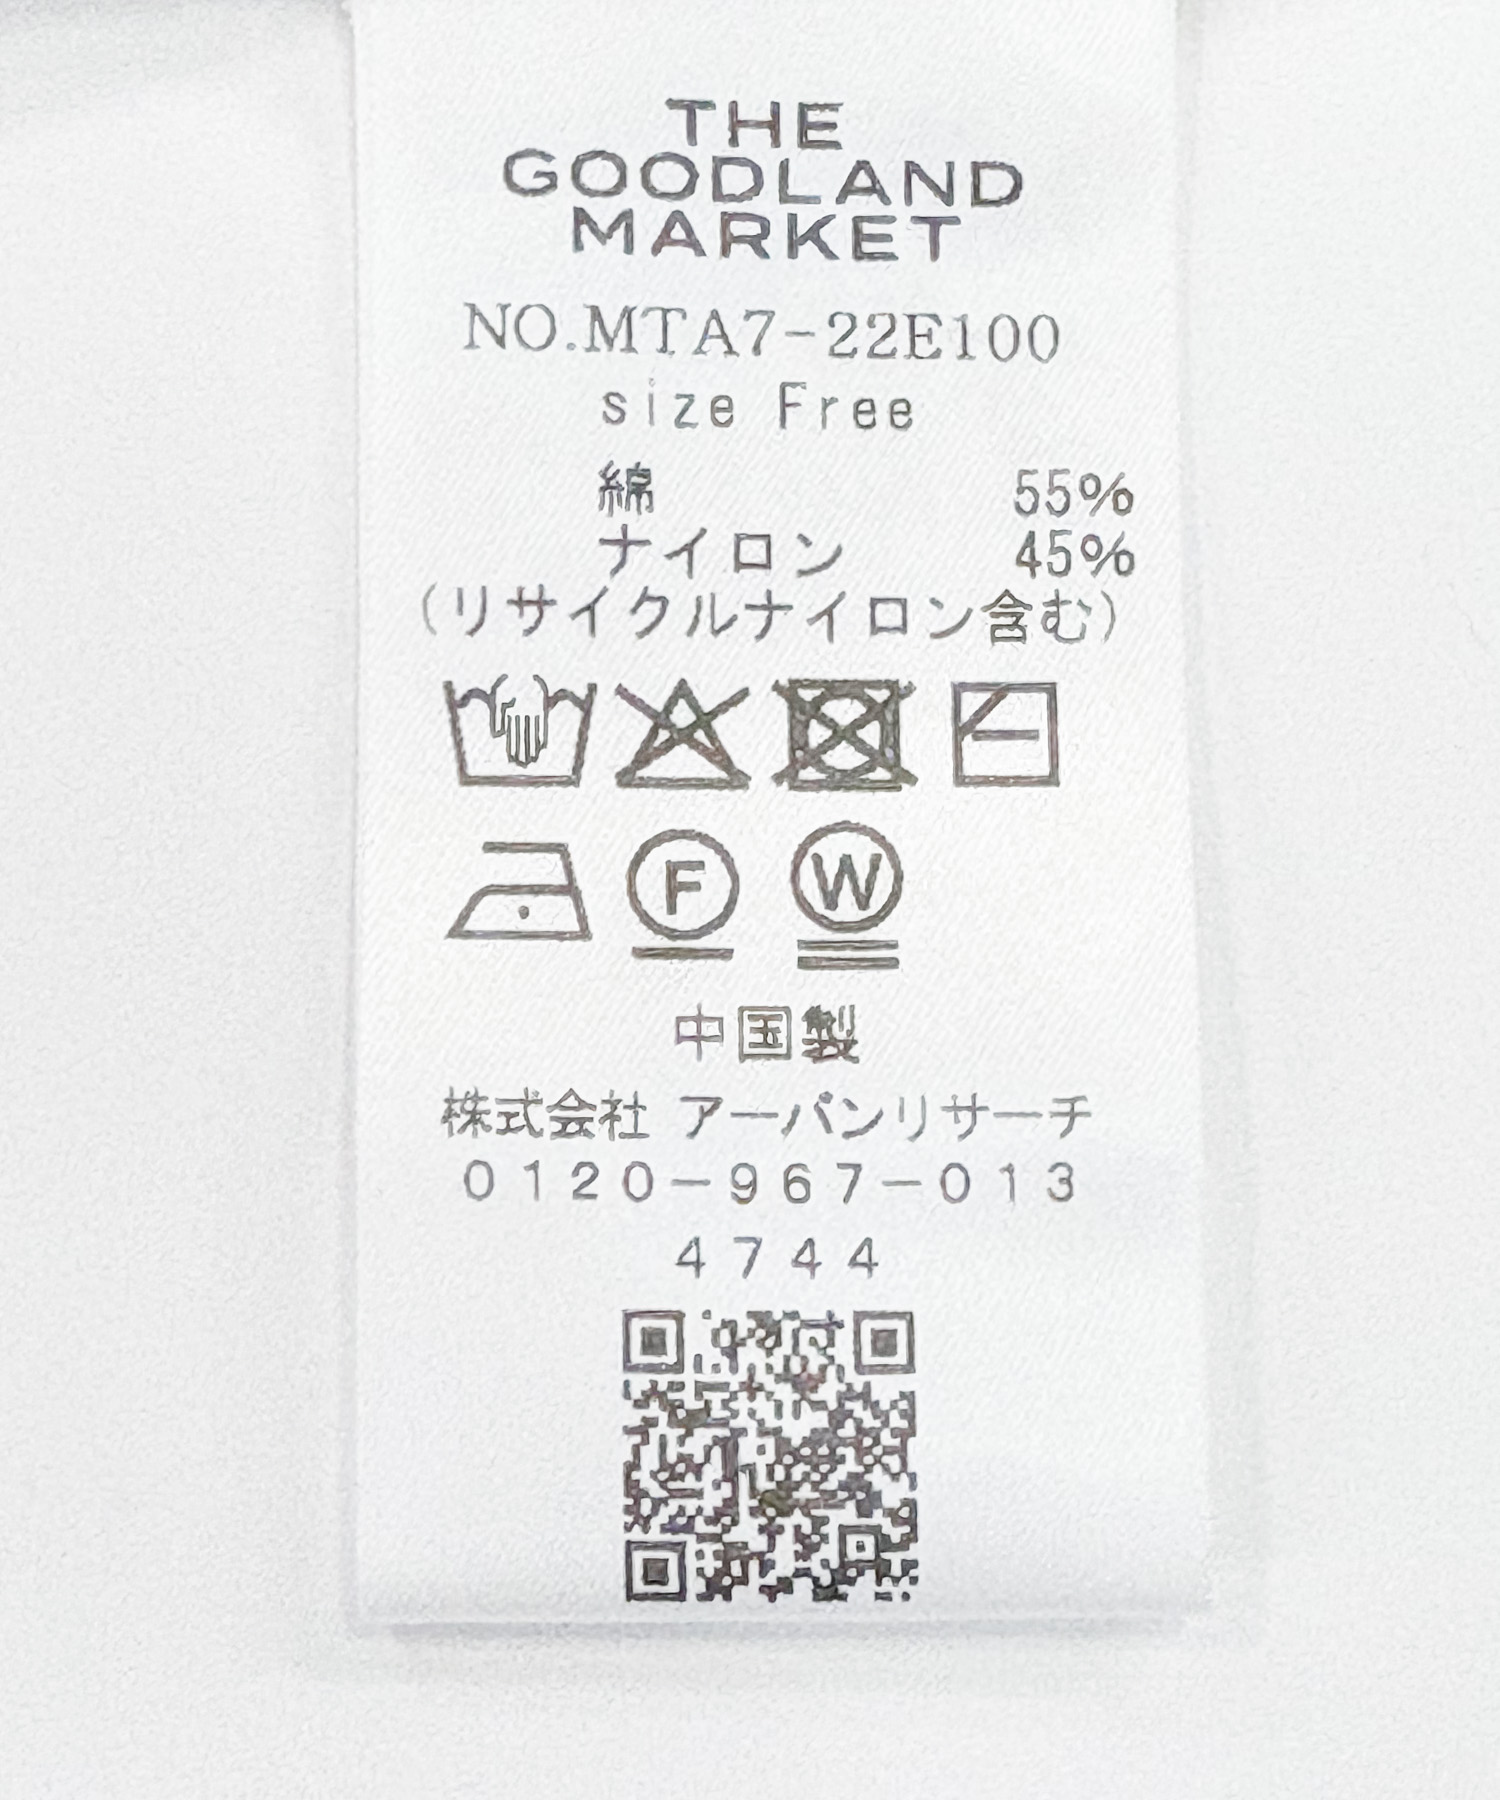 THE
GOODLAND
MARKET
NO.MTA7-22E100
size Free
綿 55%
ナイロン 45%
(リサイクルナイロン含む)
F W
中国製
株式会社 アーバンリサーチ
0120-967-013
4744